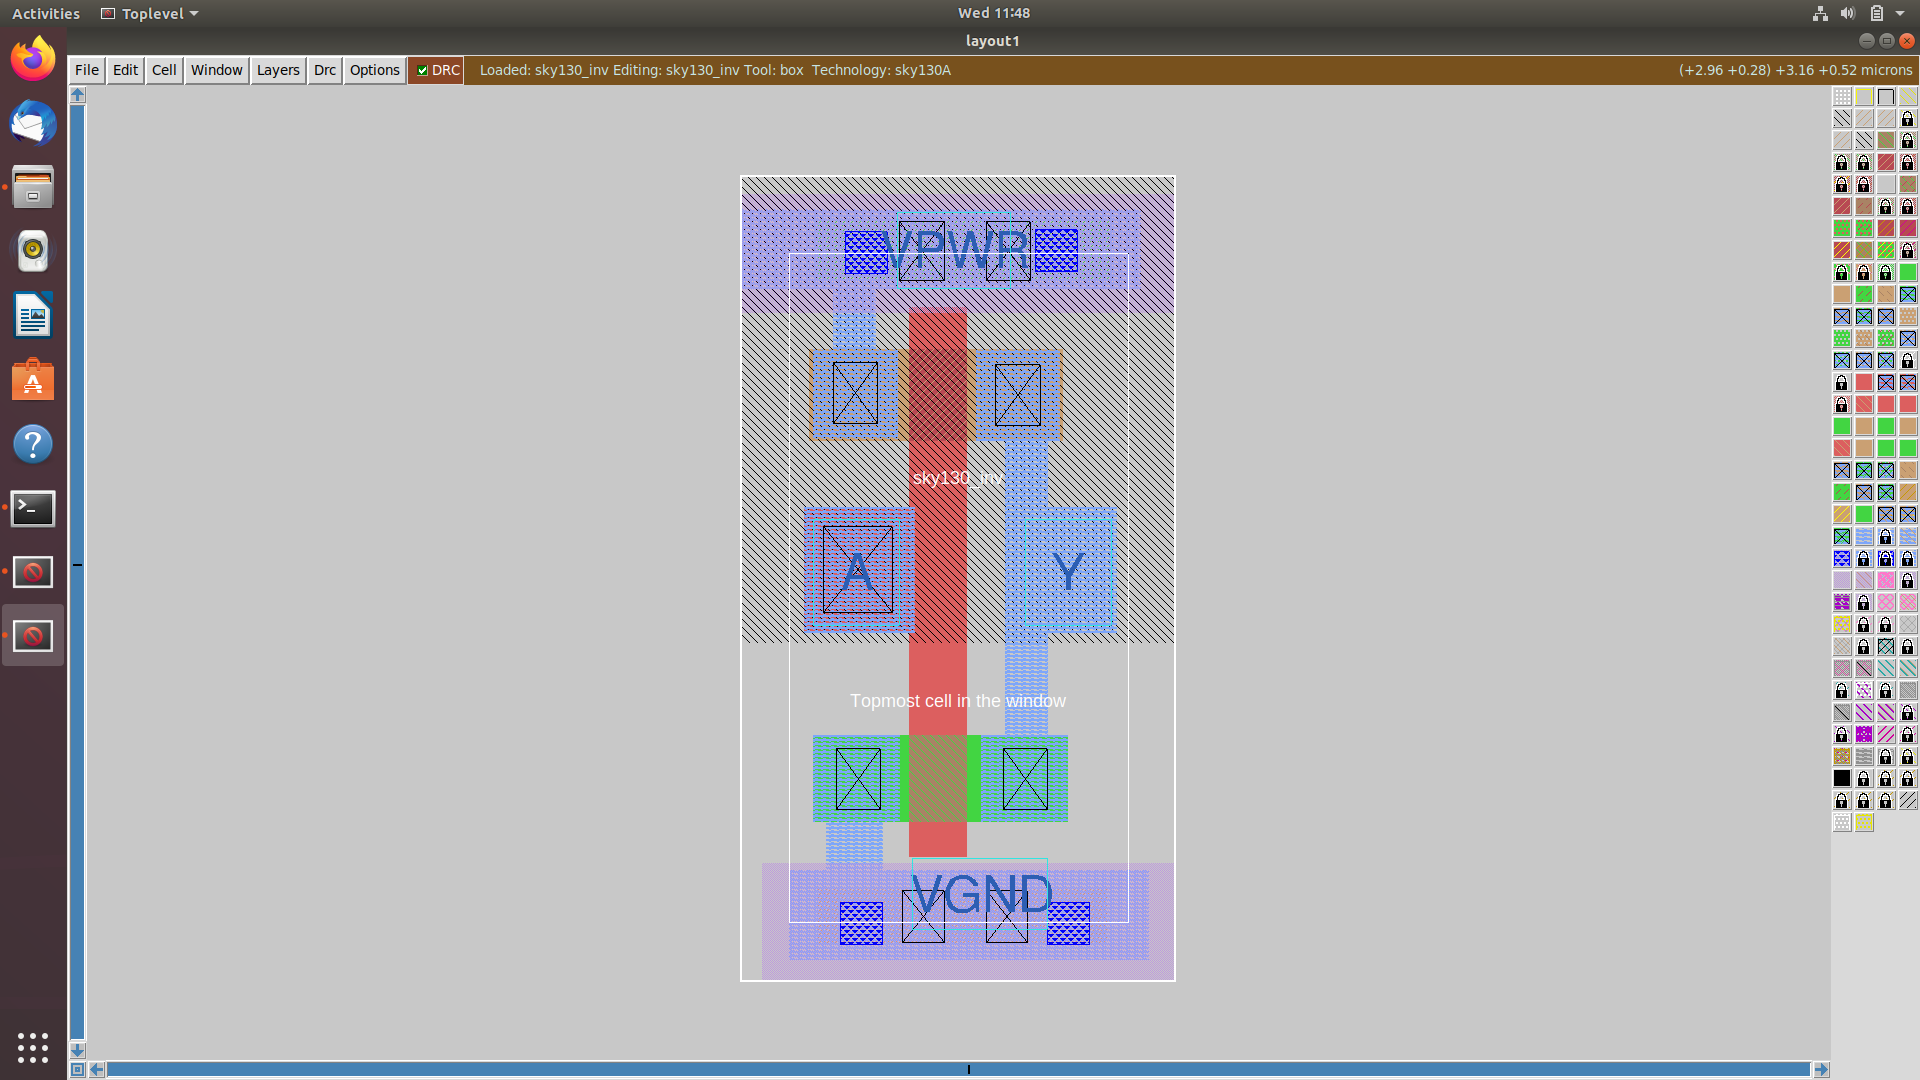 Activities Toplevel Wed 11:48
layout1
File Edit Cell Window Layers Drc Options DRC Loaded: sky130_inv Editing: sky130_inv Tool: box Technology: sky130A (+2.96 +0.28) +3.16 +0.52 microns
VPWR
sky130_inv
A Y
Topmost cell in the window
VGND